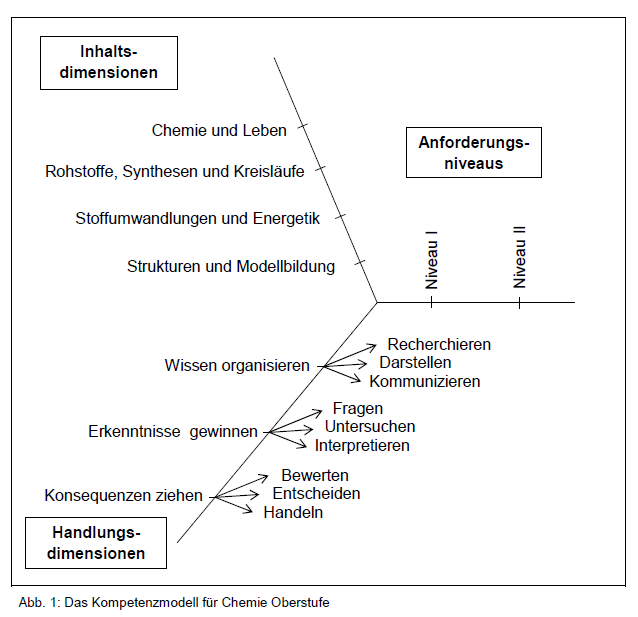 Inhalts-
dimensionen
Chemie und Leben
Anforderungs-
niveaus
Rohstoffe, Synthesen und Kreisläufe
Stoffumwandlungen und Energetik
Niveau I
Niveau II
Strukturen und Modellbildung
Recherchieren
Wissen organisieren
Darstellen
Kommunizieren
Fragen
Erkenntnisse gewinnen
Untersuchen
Interpretieren
Bewerten
Konsequenzen ziehen
Entscheiden
Handeln
Handlungs-
dimensionen
Abb. 1: Das Kompetenzmodell für Chemie Oberstufe